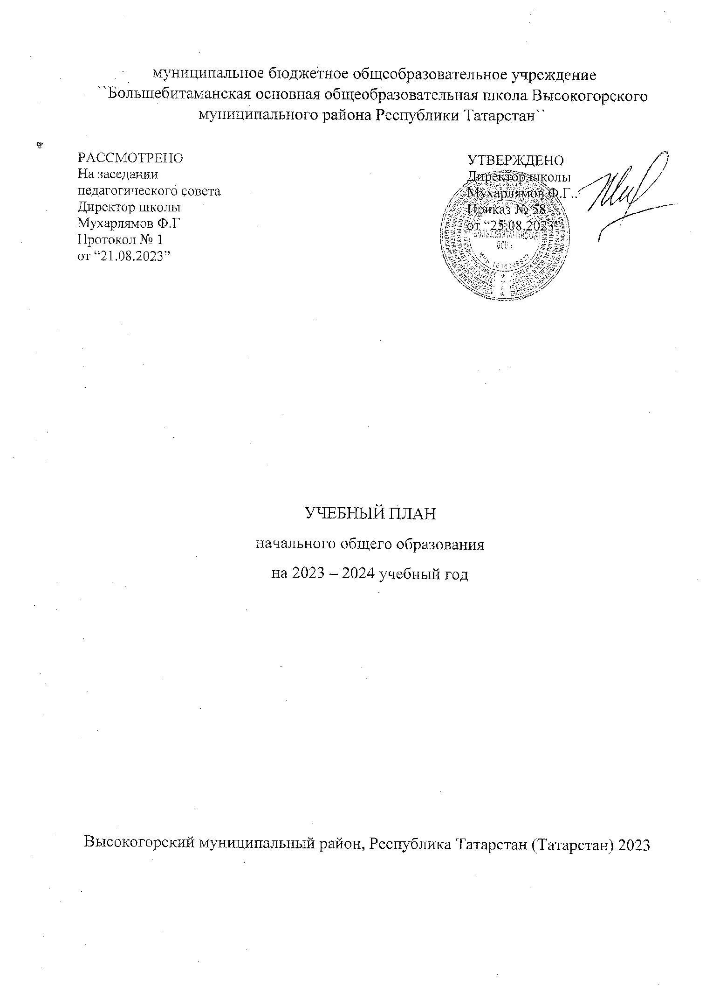 муниципальное бюджетное общеобразовательное учреждение
``Большебитаманская основная общеобразовательная школа Высокогорского
муниципального района Республики Татарстан``
РАССМОТРЕНО
На заседании
педагогического совета
Директор школы
Мухарлямов Ф.Г
Протокол № 1
от “21.08.2023”
УТВЕРЖДЕНО
Директор школы
Мухарлямов Ф.Г..
Приказ № 58
от “25.08.2023”
УЧЕБНЫЙ ПЛАН
начального общего образования
на 2023 – 2024 учебный год
Высокогорский муниципальный район, Республика Татарстан (Татарстан) 2023